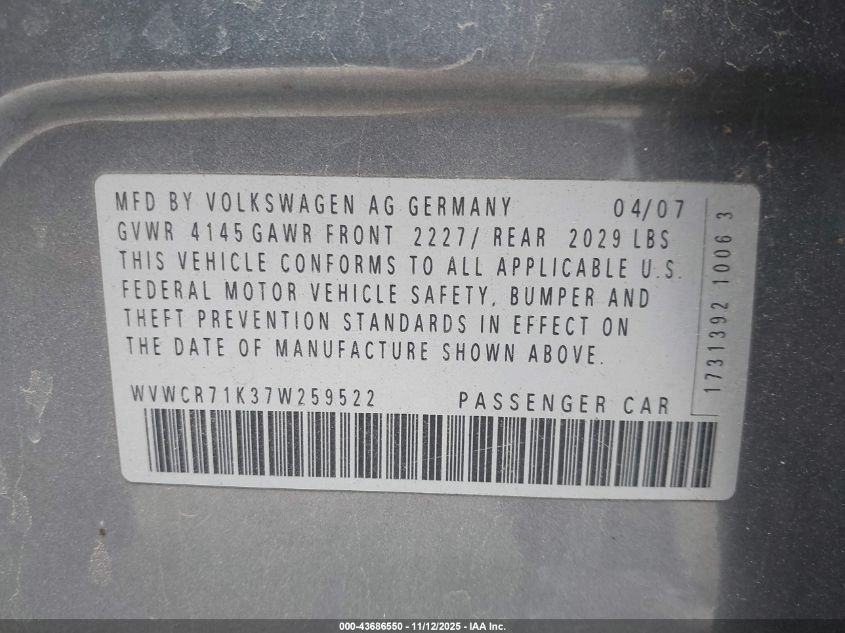 MFD BY VOLKSWAGEN AG GERMANY 04/07
GVWR 4145 GAWR FRONT 2227/ REAR 2029 LBS
THIS VEHICLE CONFORMS TO ALL APPLICABLE U.S.
FEDERAL MOTOR VEHICLE SAFETY, BUMPER AND
THEFT PREVENTION STANDARDS IN EFFECT ON
THE DATE OF MANUFACTURE SHOWN ABOVE.
WVWCR71K37W259522 PASSENGER CAR
1731392 10063
000-43686550 - 11/12/2025 - IAA Inc.